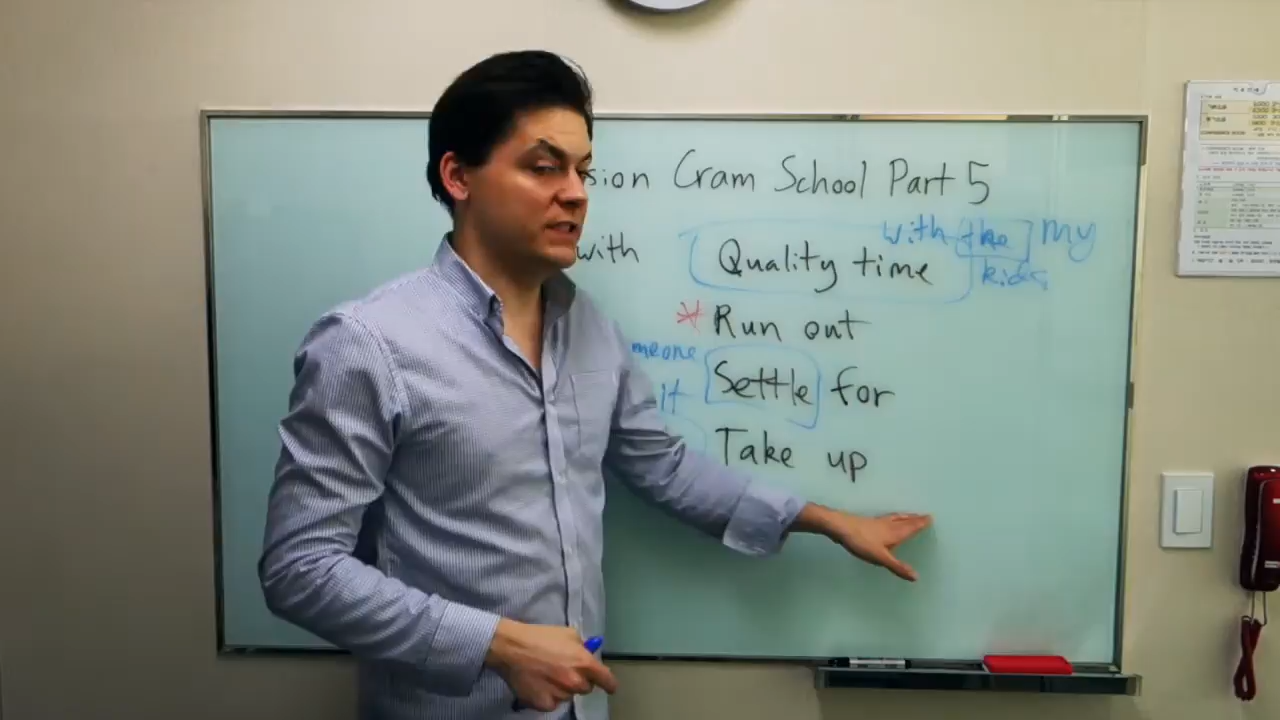 sion Cram School Part 5
with the my
with Quality time kids
* Run out
meone Settle for
it
Take up